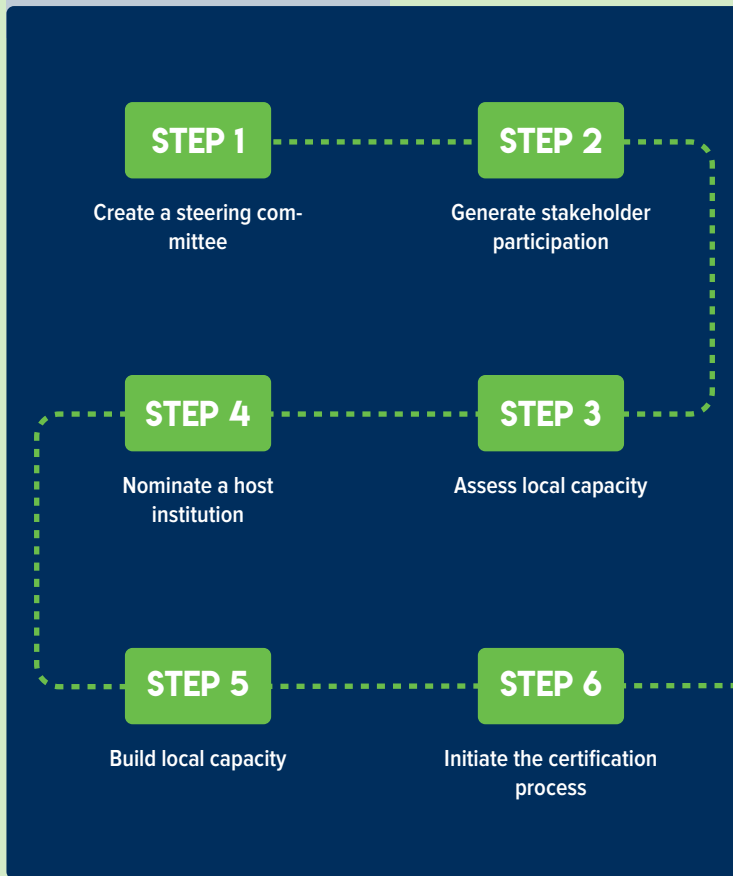 STEP 1
Create a steering com-
mittee
STEP 2
Generate stakeholder
participation
STEP 3
Assess local capacity
STEP 4
Nominate a host
institution
STEP 5
Build local capacity
STEP 6
Initiate the certification
process